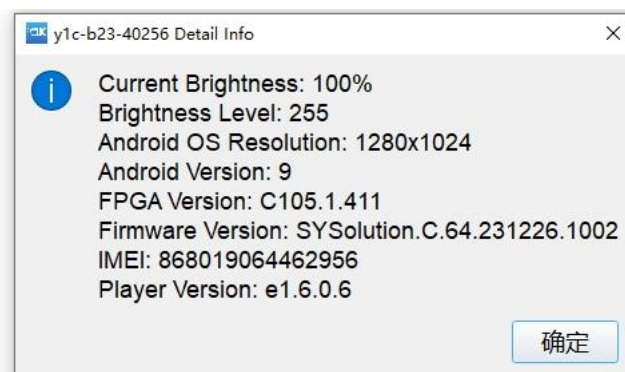 y1c-b23-40256 Detail Info
Current Brightness: 100%
Brightness Level: 255
Android OS Resolution: 1280x1024
Android Version: 9
FPGA Version: C105.1.411
Firmware Version: SYSolution.C.64.231226.1002
IMEI: 868019064462956
Player Version: e1.6.0.6
确定